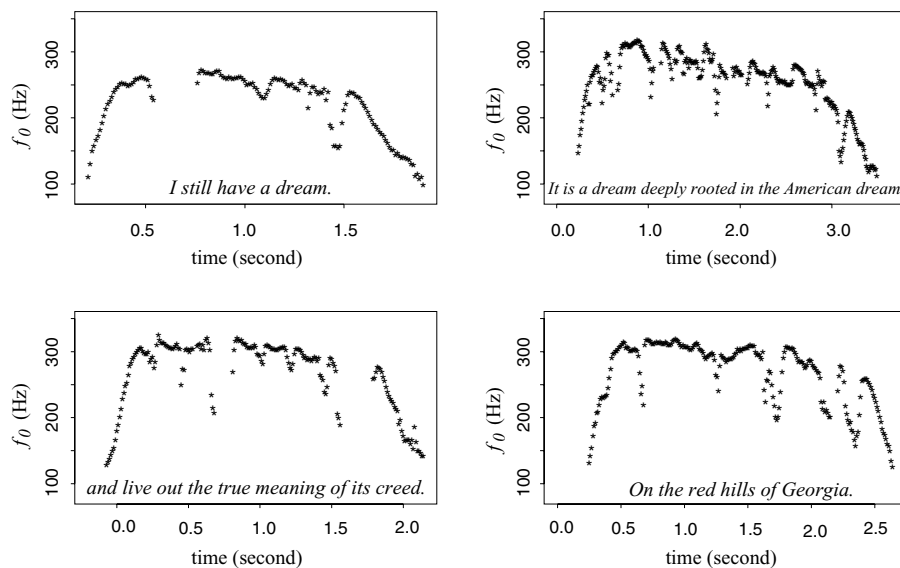 f0 (Hz)
100
200
300
I still have a dream.
0.5
1.0
1.5
time (second)
f0 (Hz)
100
200
300
It is a dream deeply rooted in the American dream
0.0
1.0
2.0
3.0
time (second)
f0 (Hz)
100
200
300
and live out the true meaning of its creed.
0.0
0.5
1.0
1.5
2.0
time (second)
f0 (Hz)
100
200
300
On the red hills of Georgia.
0.0
0.5
1.0
1.5
2.0
2.5
time (second)